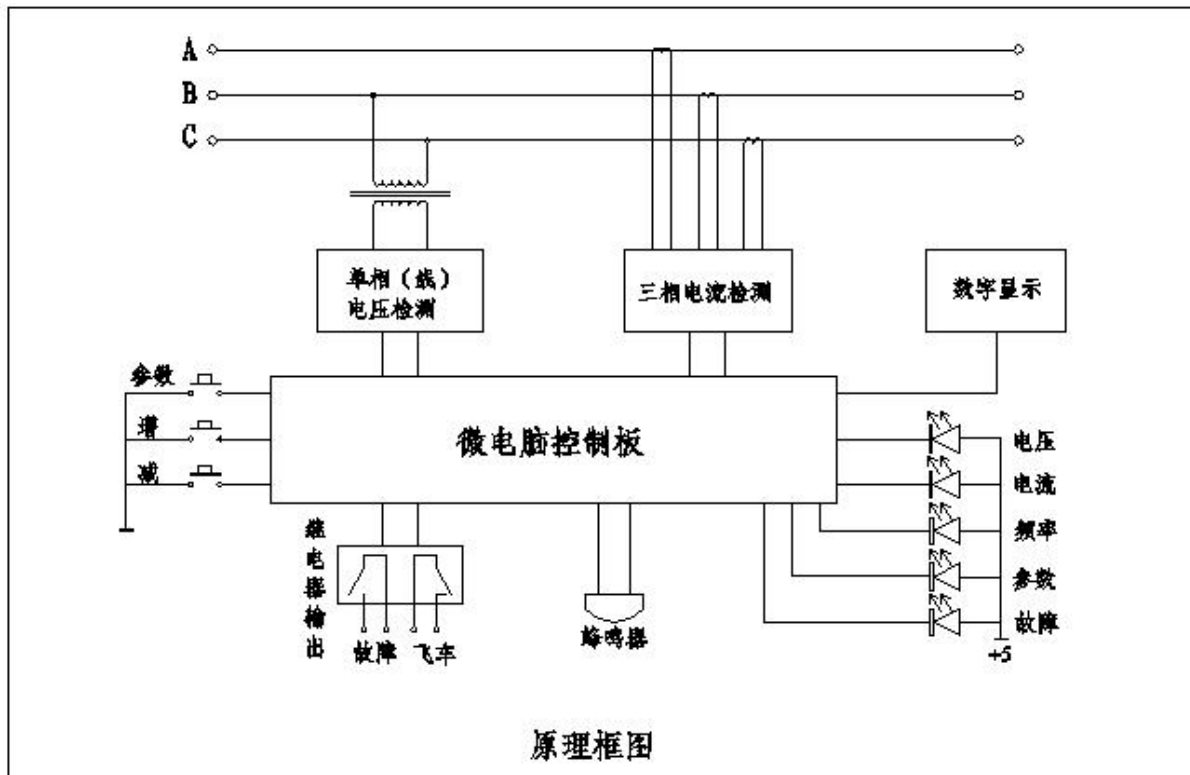 A
B
C
单相（线）
电压检测
三相电流检测
数字显示
参数
增
减
微电脑控制板
电压
电流
频率
参数
故障
+5
继电器输出
故障
飞车
蜂鸣器
原理框图